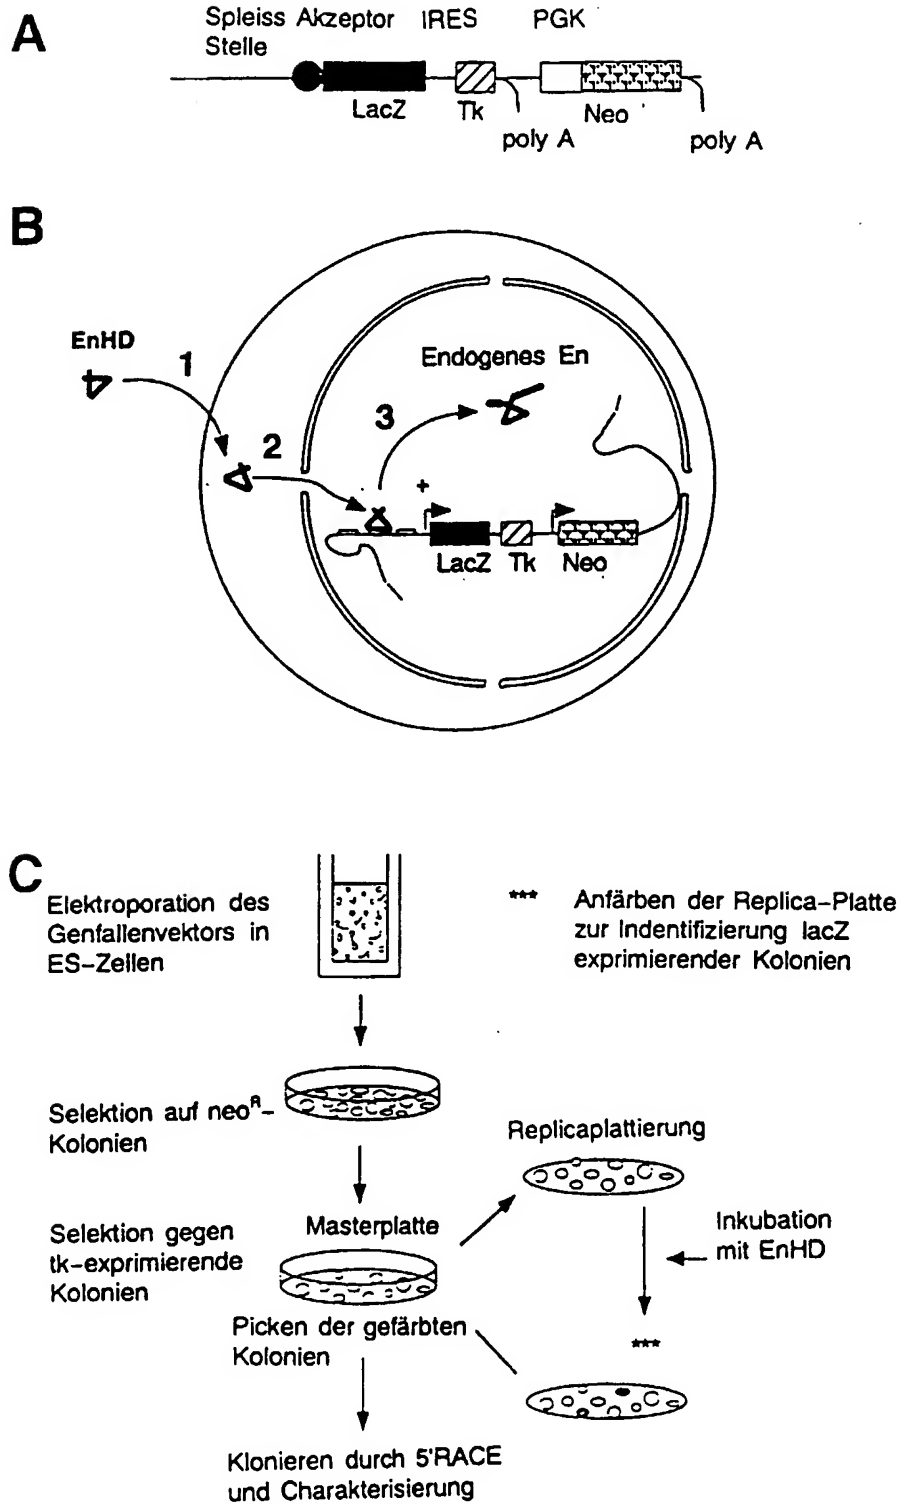 A
Spleiss Akzeptor IRES PGK
Stelle
LacZ Tk Neo
poly A poly A
B
EnHD
1
Endogenes En
3
2
+
LacZ Tk Neo
C
Elektroporation des
Genfallenvektors in
ES-Zellen
*** Anfärben der Replica-Platte
zur Indentifizierung lacZ
exprimierender Kolonien
Selektion auf neoR-
Kolonien
Replicaplattierung
Selektion gegen
tk-exprimierende
Kolonien
Masterplatte
Inkubation
mit EnHD
***
Picken der gefärbten
Kolonien
Klonieren durch 5'RACE
und Charakterisierung